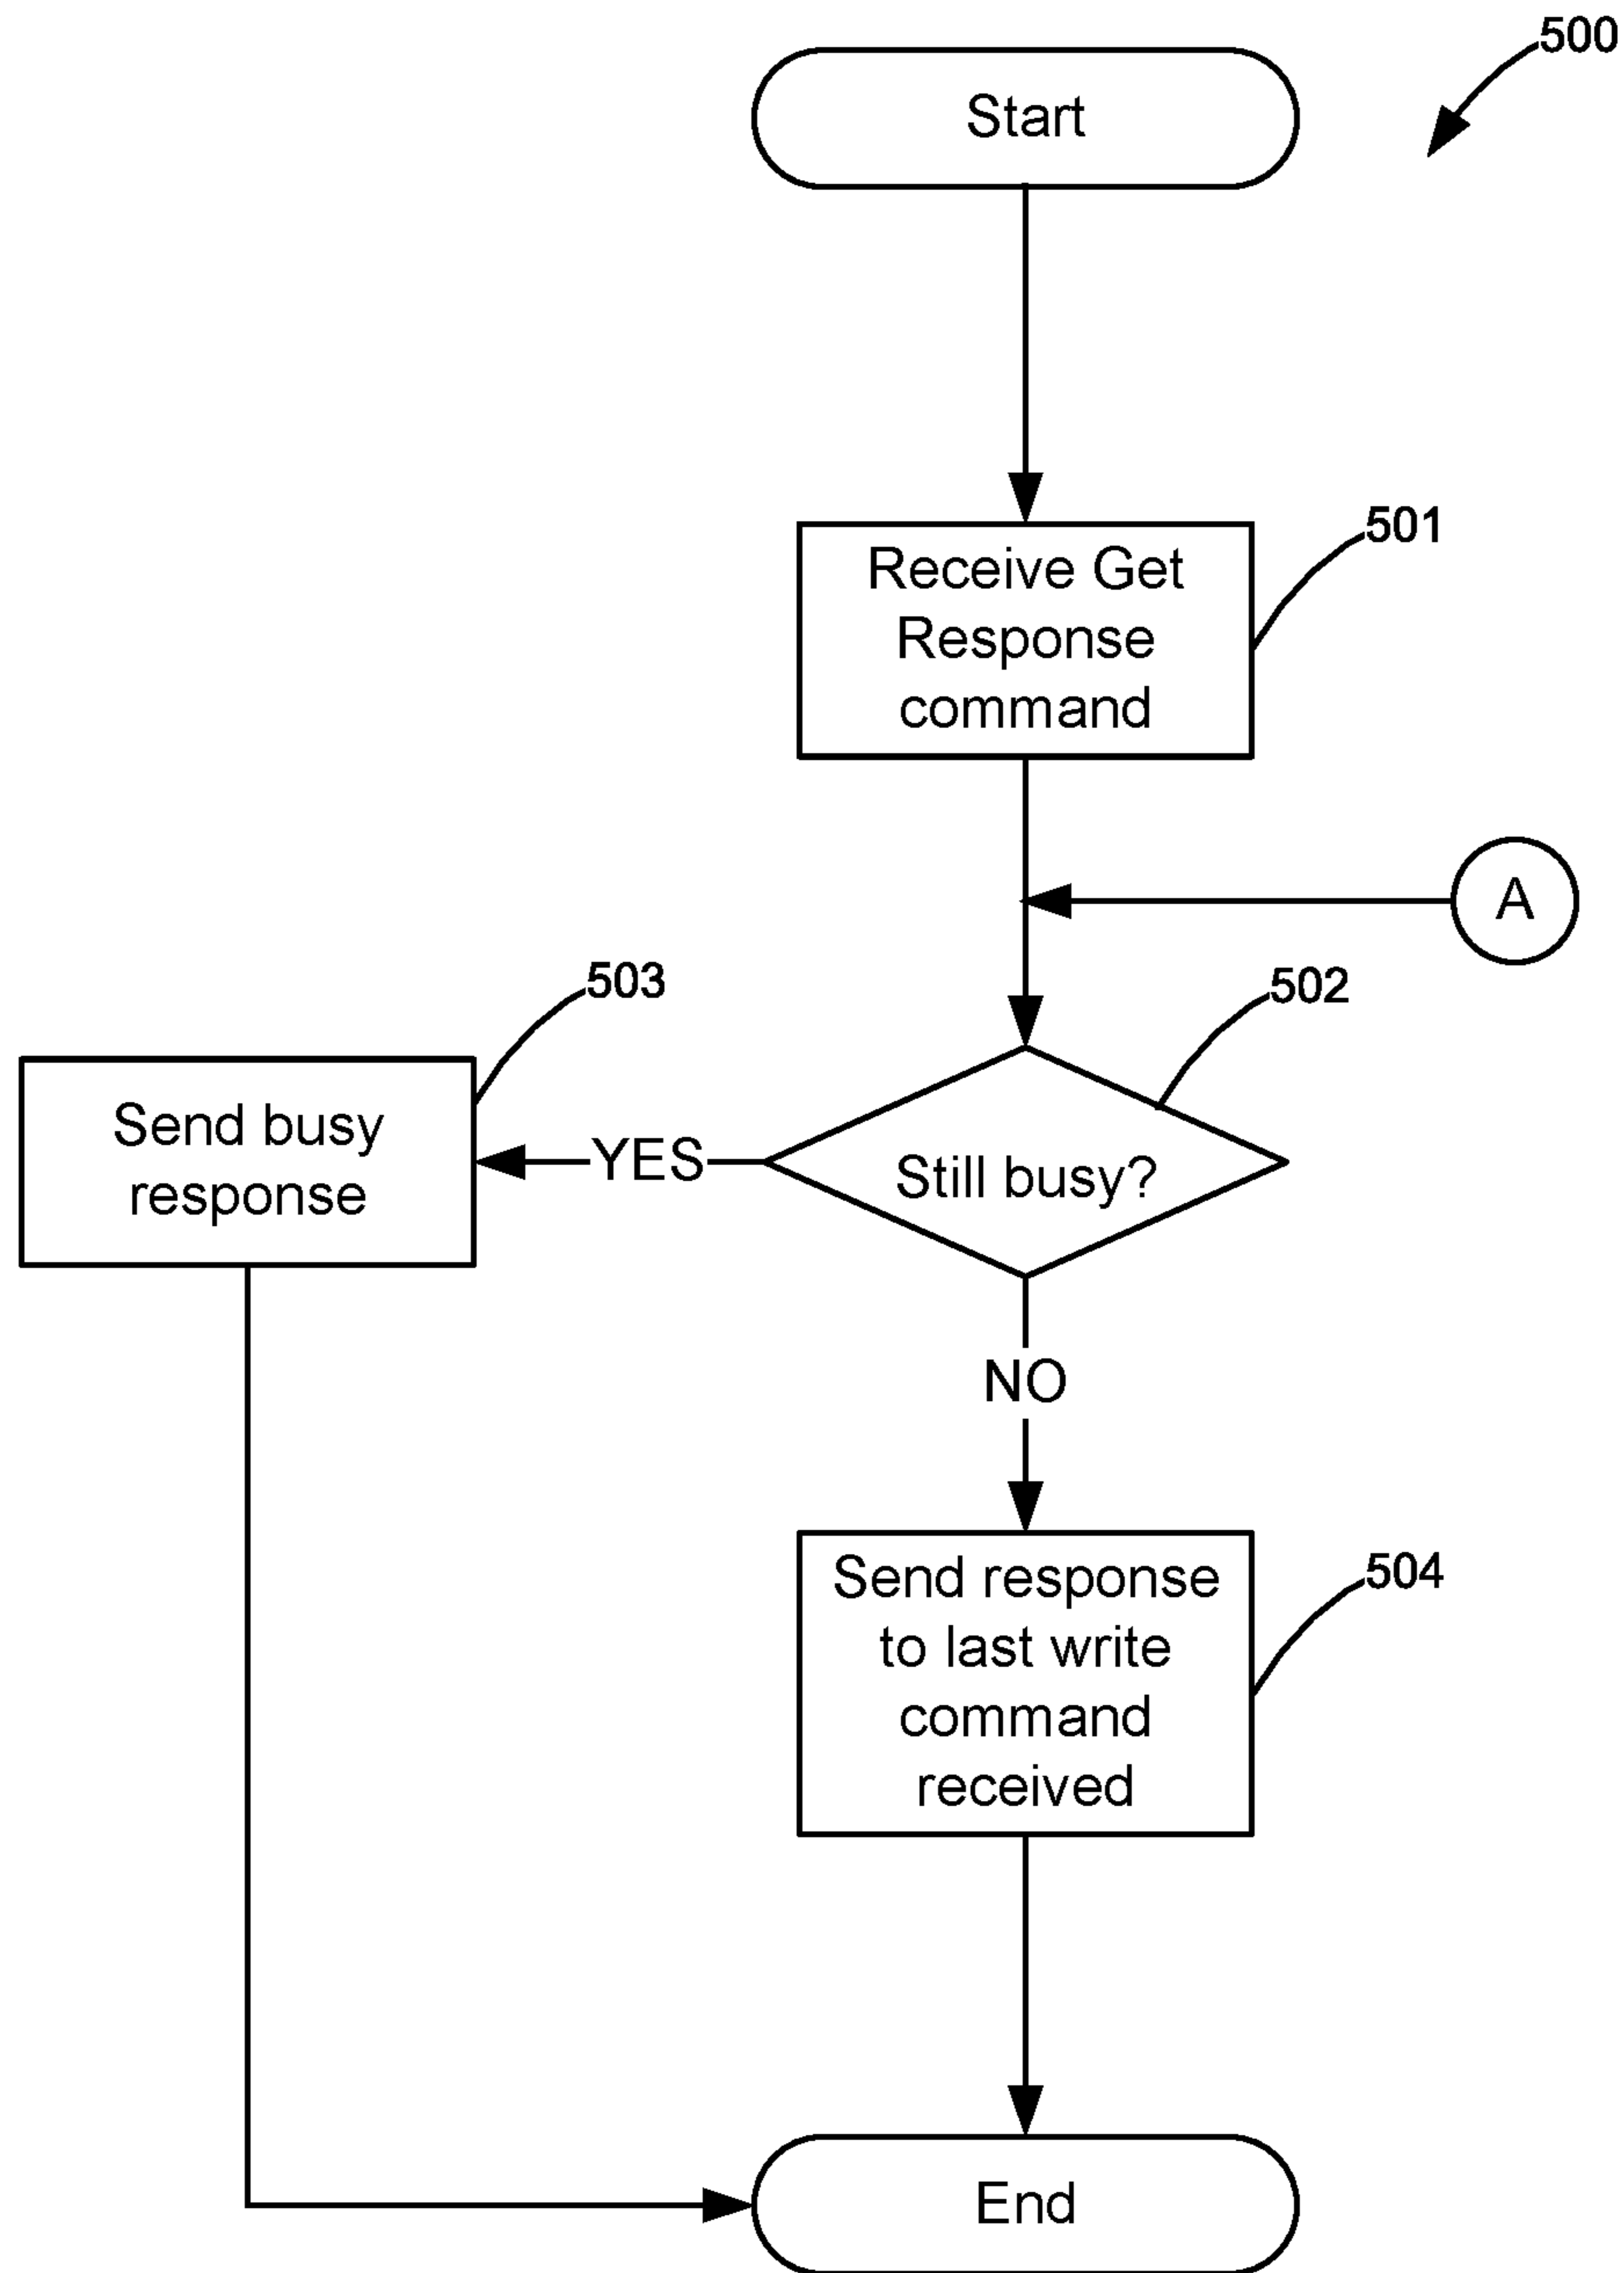 500
Start
501
Receive Get
Response
command
A
503
502
Send busy
response
YES
Still busy?
NO
504
Send response
to last write
command
received
End